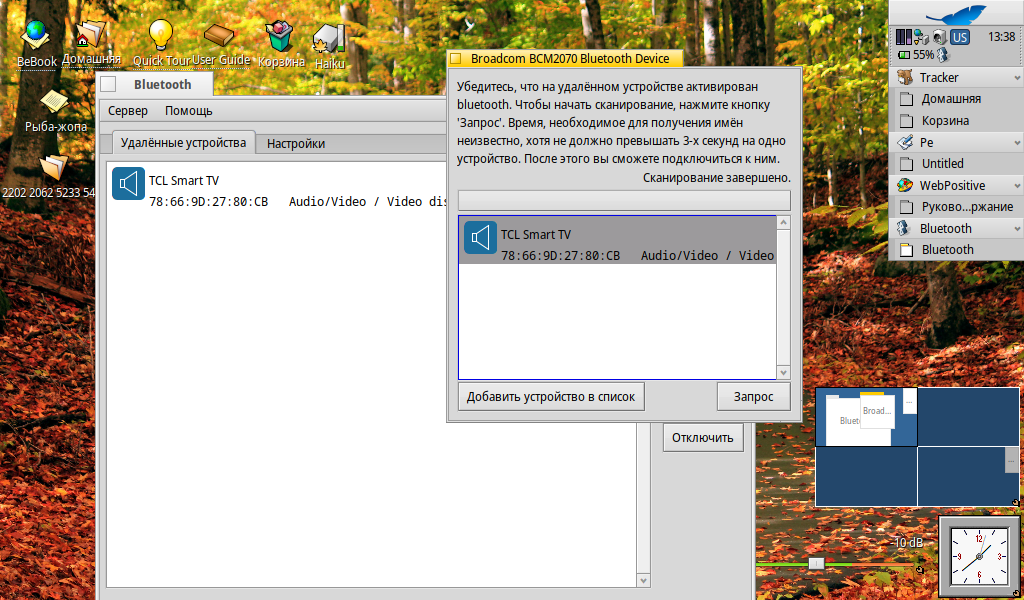 BeBook
Домашняя
Quick Tour
User Guide
Корзина
Haiku
Рыба-жопа
2202 2062 5233 54
Bluetooth
Сервер
Помощь
Удалённые устройства
Настройки
TCL Smart TV
78:66:9D:27:80:CB Audio/Video / Video dis
Отключить
Broadcom BCM2070 Bluetooth Device
Убедитесь, что на удалённом устройстве активирован
bluetooth. Чтобы начать сканирование, нажмите кнопку
'Запрос'. Время, необходимое для получения имён
неизвестно, хотя не должно превышать 3-х секунд на одно
устройство. После этого вы сможете подключиться к ним.
Сканирование завершено.
TCL Smart TV
78:66:9D:27:80:CB Audio/Video / Video
Добавить устройство в список
Запрос
US
13:38
55%
Tracker
Домашняя
Корзина
Pe
Untitled
WebPositive
Руково...ржание
Bluetooth
Bluetooth
Broad...
...
Bluet
...
-10 dB
12
9
3
6